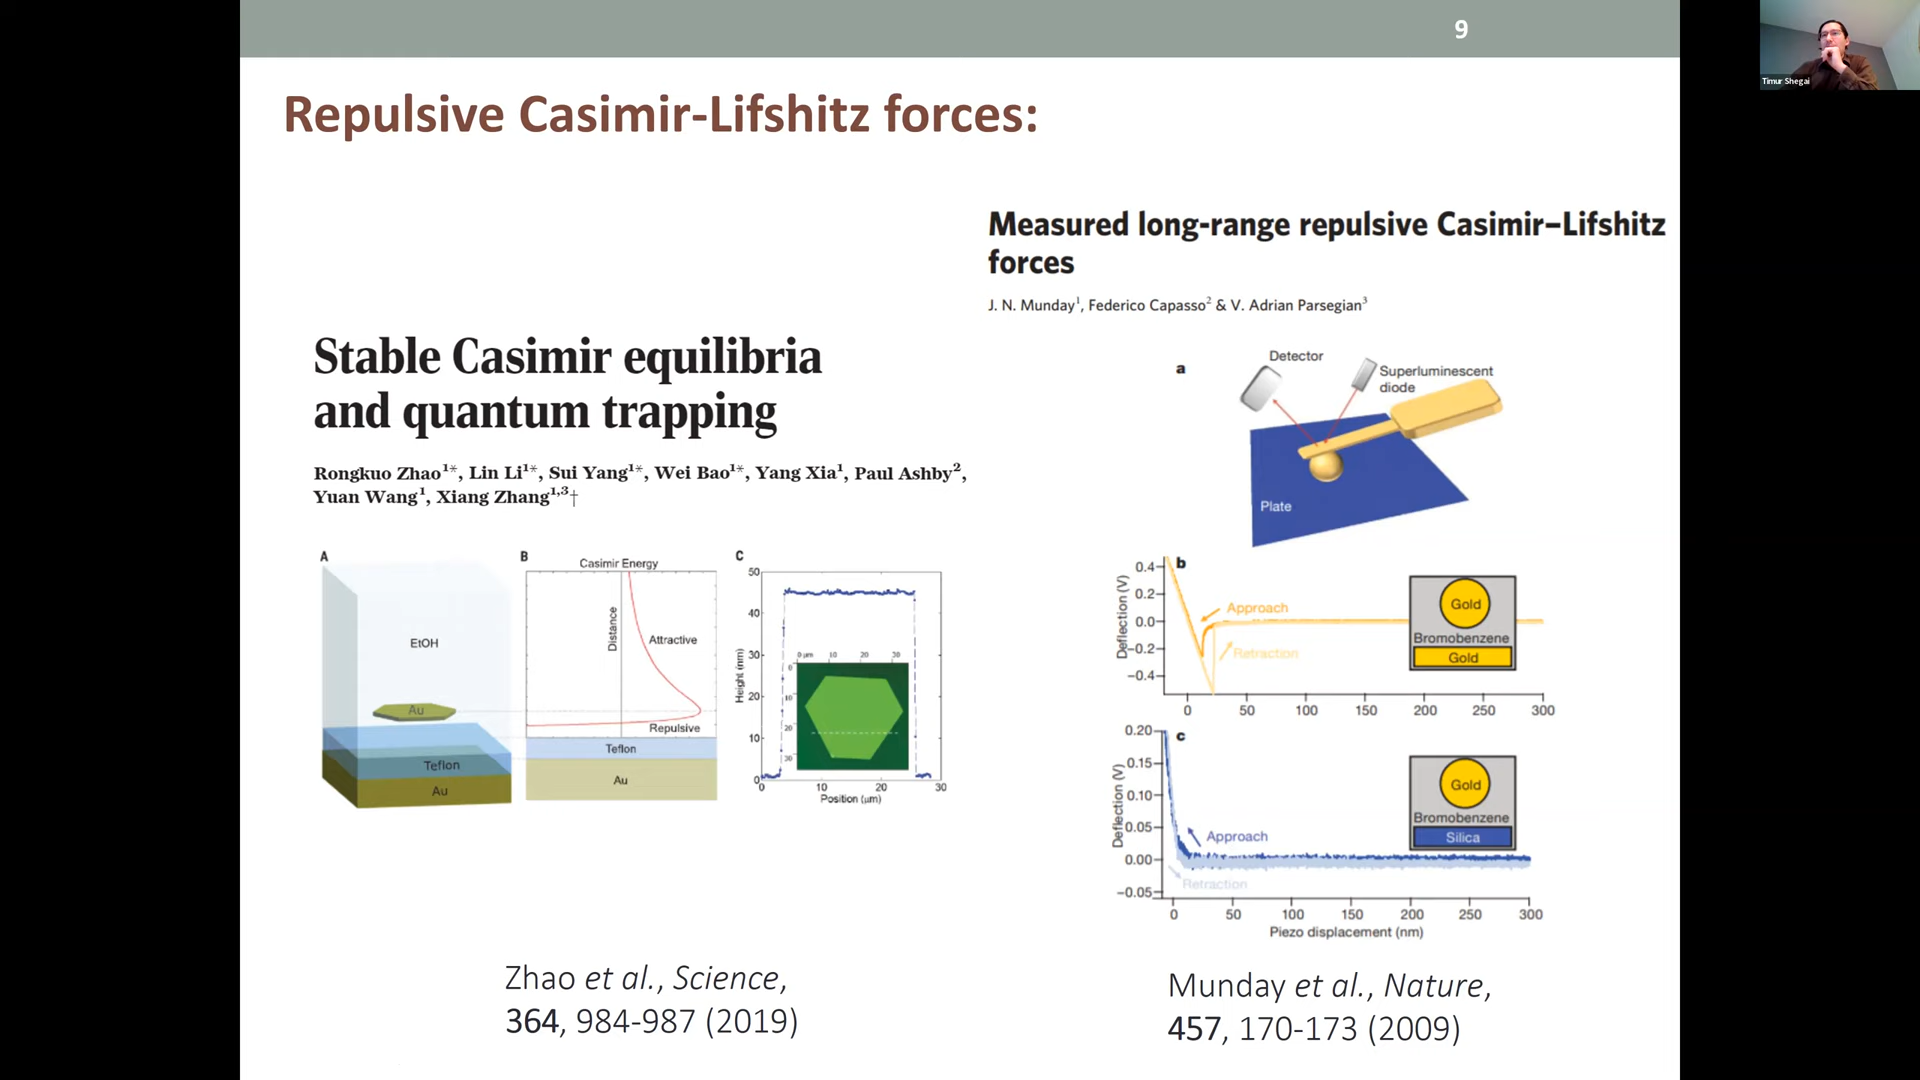 9
Timur Shegai
Repulsive Casimir-Lifshitz forces:
Stable Casimir equilibria
and quantum trapping
Rongkuo Zhao1*, Lin Li1*, Sui Yang1*, Wei Bao1*, Yang Xia1, Paul Ashby2,
Yuan Wang1, Xiang Zhang1,3†
A
EtOH
Au
Teflon
Au
B
Casimir Energy
Distance
Attractive
Repulsive
Teflon
Au
C
50
40
30
20
10
0
Height (nm)
0 μm 10 20 30
0
10
20
30
0 10 20 30
Position (μm)
Zhao et al., Science,
364, 984-987 (2019)
Measured long-range repulsive Casimir–Lifshitz
forces
J. N. Munday1, Federico Capasso2 & V. Adrian Parsegian3
a
Detector
Superluminescent
diode
Plate
b
0.4
0.2
0.0
−0.2
−0.4
Deflection (V)
Approach
Retraction
Gold
Bromobenzene
Gold
0 50 100 150 200 250 300
c
0.20
0.15
0.10
0.05
0.00
−0.05
Deflection (V)
Approach
Retraction
Gold
Bromobenzene
Silica
0 50 100 150 200 250 300
Piezo displacement (nm)
Munday et al., Nature,
457, 170-173 (2009)